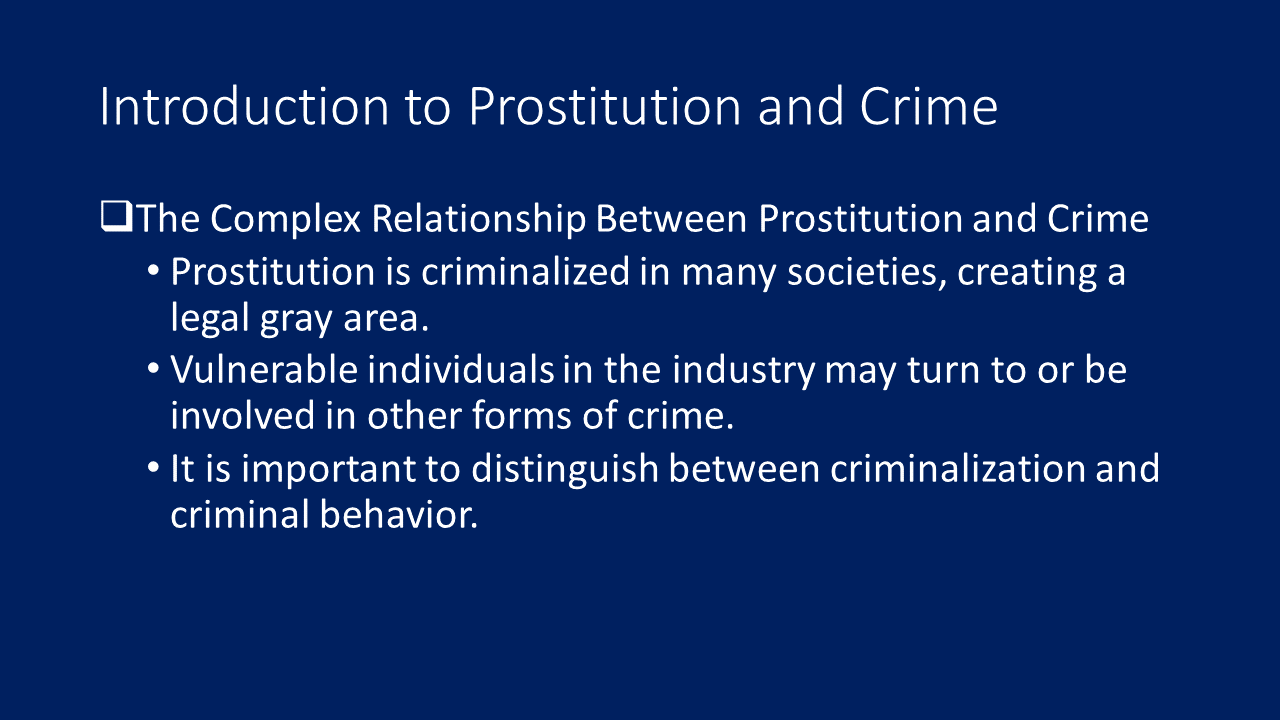 Introduction to Prostitution and Crime
❑The Complex Relationship Between Prostitution and Crime
• Prostitution is criminalized in many societies, creating a
legal gray area.
• Vulnerable individuals in the industry may turn to or be
involved in other forms of crime.
• It is important to distinguish between criminalization and
criminal behavior.